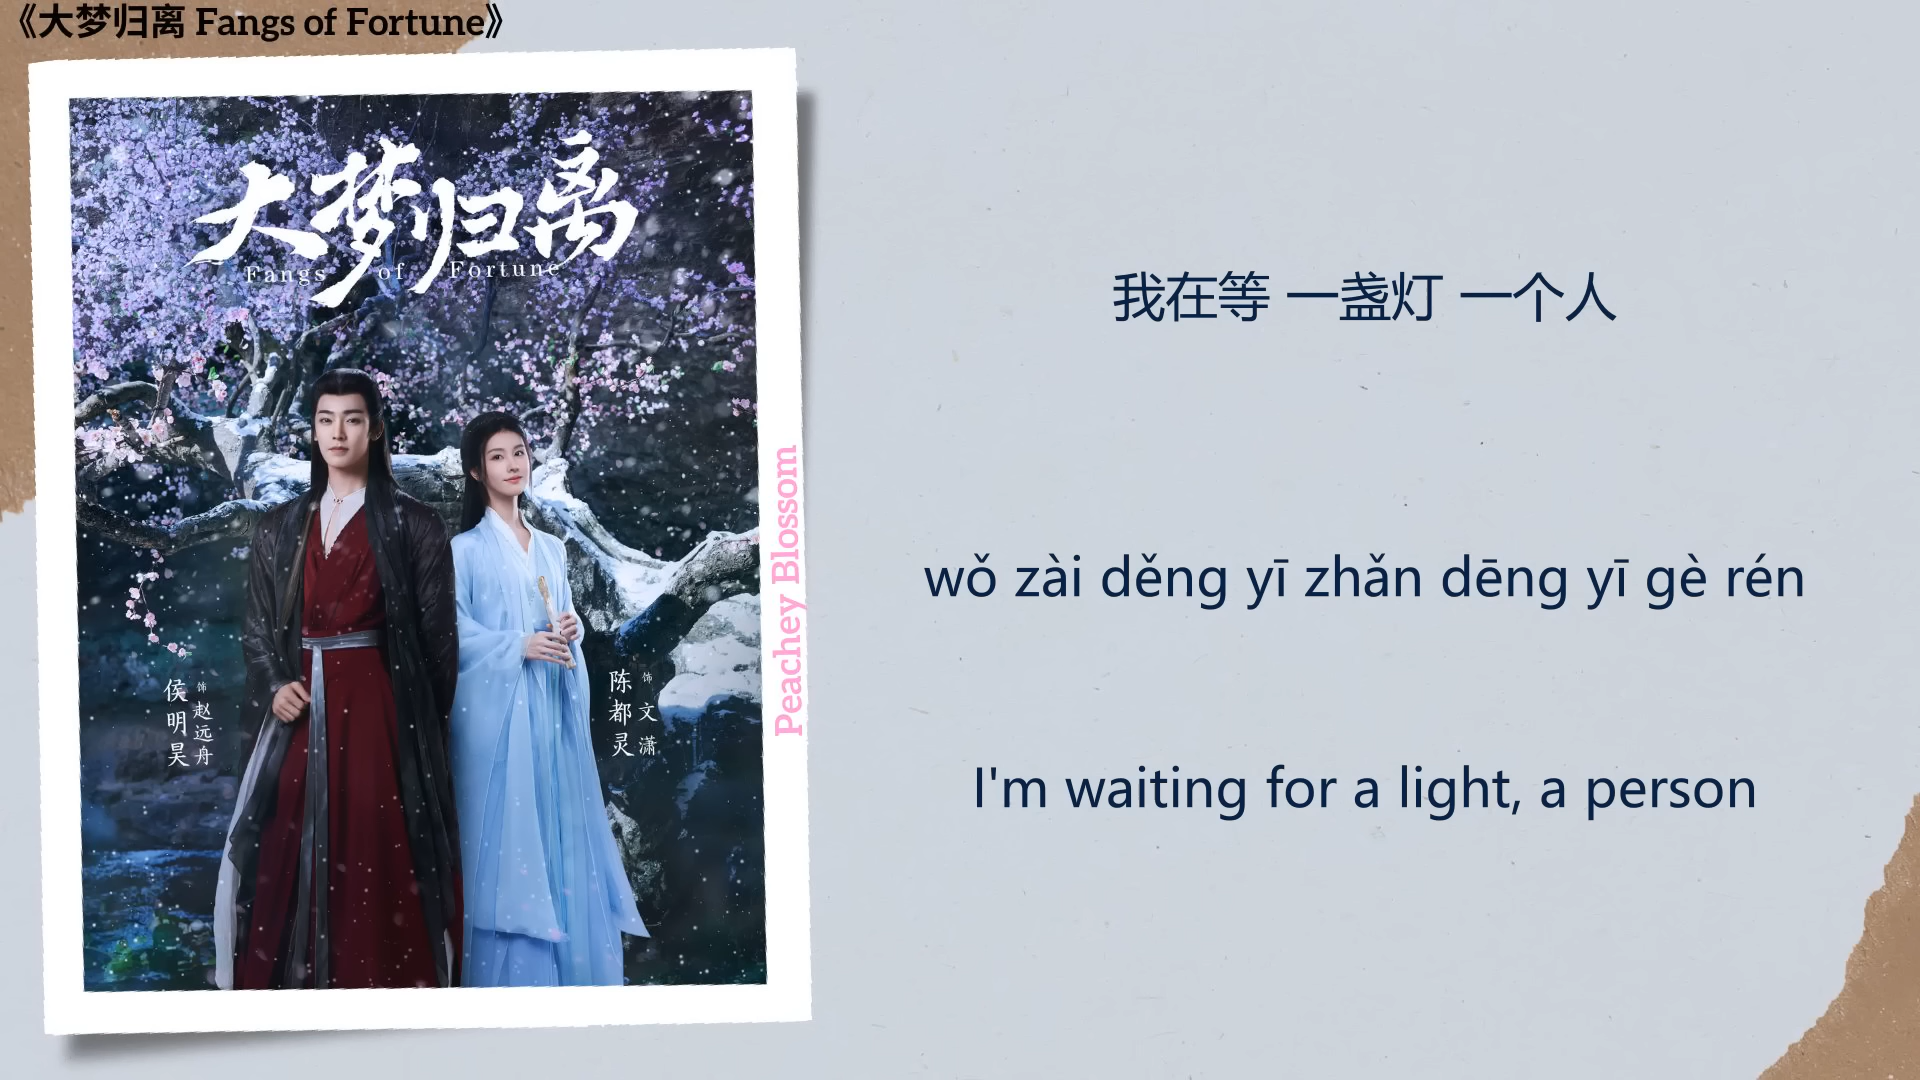 《大梦归离 Fangs of Fortune》
大梦归离
Fangs of Fortune
侯明昊
饰 赵远舟
陈都灵
饰 文潇
Peachey Blossom
我在等 一盏灯 一个人
wǒ zài děng yī zhǎn dēng yī gè rén
I'm waiting for a light, a person